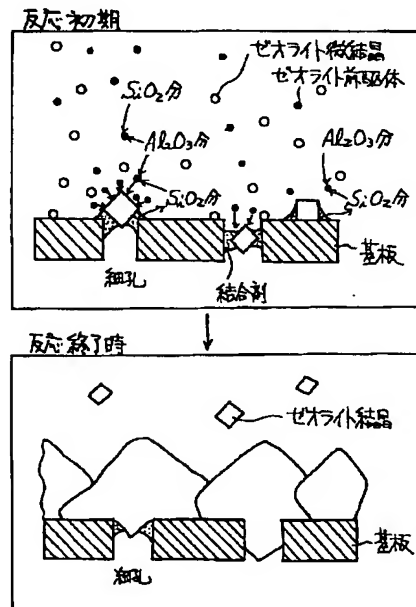 反応初期
ゼオライト微結晶
ゼオライト前駆体
SiO₂分
Al₂O₃分
Al₂O₃分
SiO₂分
SiO₂分
基板
細孔
結合剤
反応終了時
ゼオライト結晶
基板
細孔